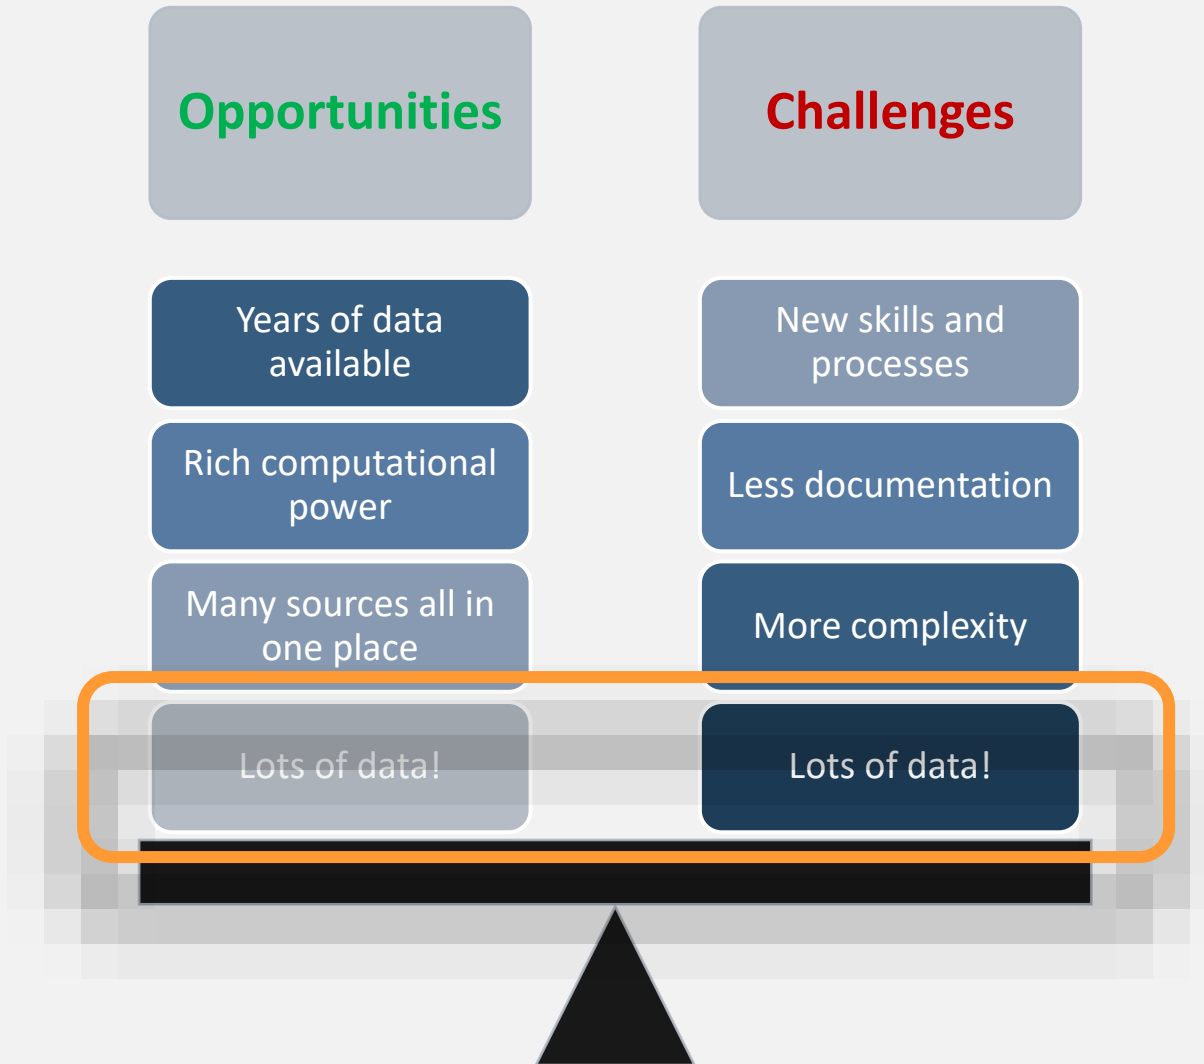 Opportunities
Years of data
available
Rich computational
power
Many sources all in
one place
Lots of data!
Challenges
New skills and
processes
Less documentation
More complexity
Lots of data!